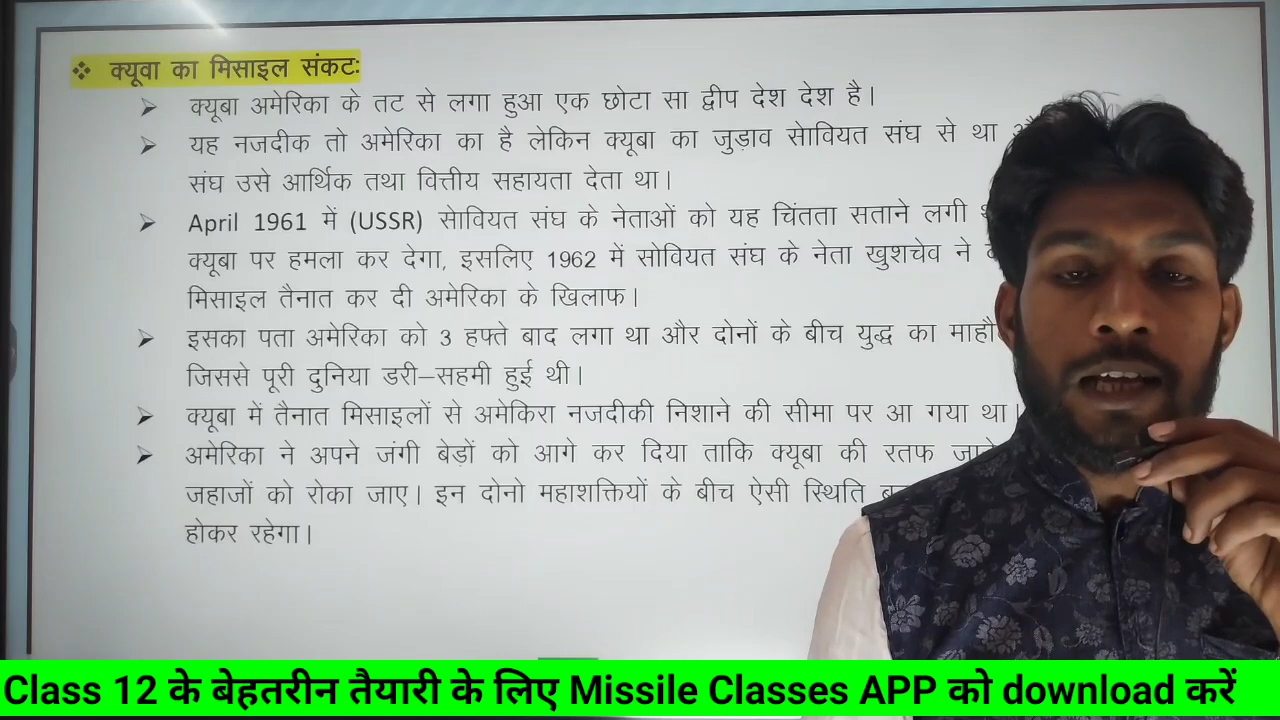 ❖ क्यूवा का मिसाइल संकटः
➢ क्यूबा अमेरिका के तट से लगा हुआ एक छोटा सा द्वीप देश देश है।
➢ यह नजदीक तो अमेरिका का है लेकिन क्यूबा का जुड़ाव सेावियत संघ से था
संघ उसे आर्थिक तथा वित्तीय सहायता देता था।
➢ April 1961 में (USSR) सेावियत संघ के नेताओं को यह चिंतता सताने लगी
क्यूबा पर हमला कर देगा, इसलिए 1962 में सोवियत संघ के नेता खुशचेव ने
मिसाइल तैनात कर दी अमेरिका के खिलाफ।
➢ इसका पता अमेरिका को 3 हफ्ते बाद लगा था और दोनों के बीच युद्ध का
जिससे पूरी दुनिया डरी–सहमी हुई थी।
➢ क्यूबा में तैनात मिसाइलों से अमेकिरा नजदीकी निशाने की सीमा पर आ गया था।
➢ अमेरिका ने अपने जंगी बेड़ों को आगे कर दिया ताकि क्यूबा की रतफ
जहाजों को रोका जाए। इन दोनो महाशक्तियों के बीच ऐसी स्थिति
होकर रहेगा।
Class 12 के बेहतरीन तैयारी के लिए Missile Classes APP को download करें